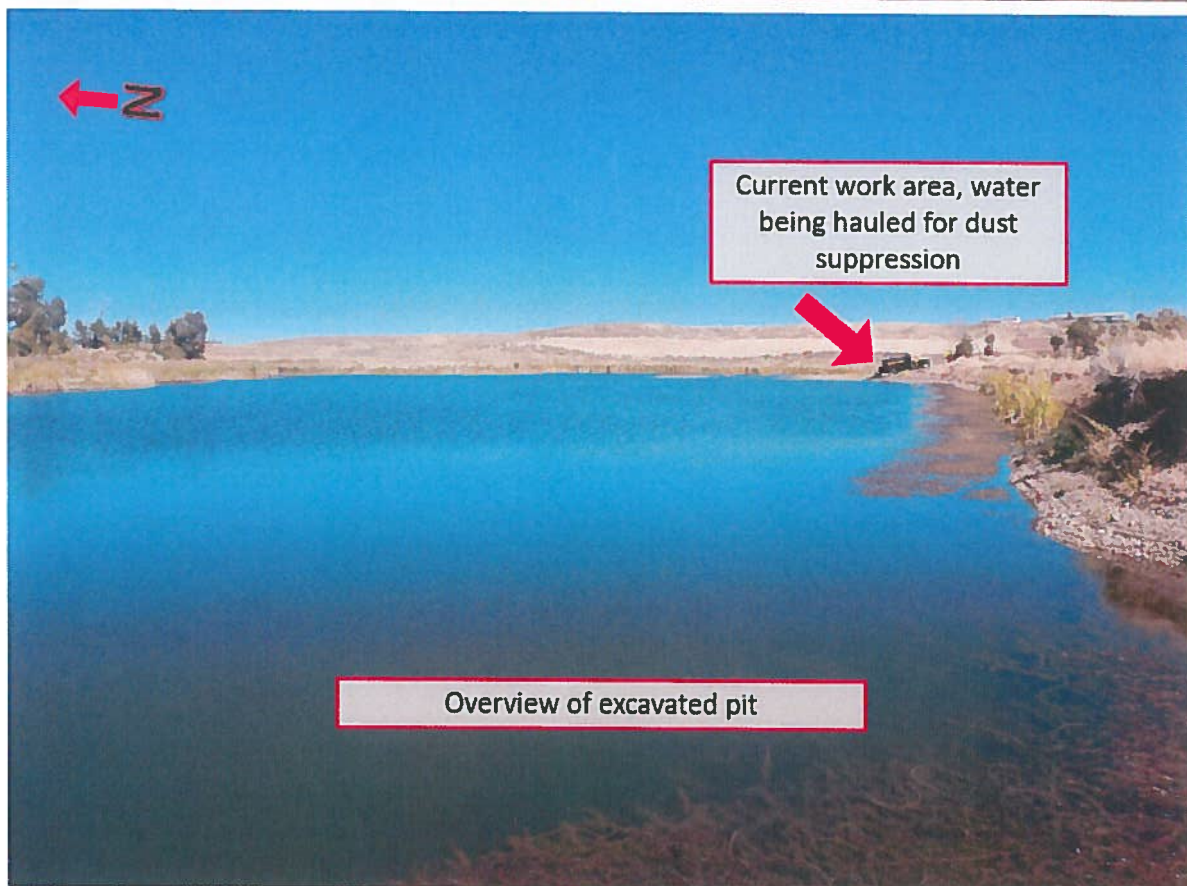 N
Current work area, water
being hauled for dust
suppression
Overview of excavated pit